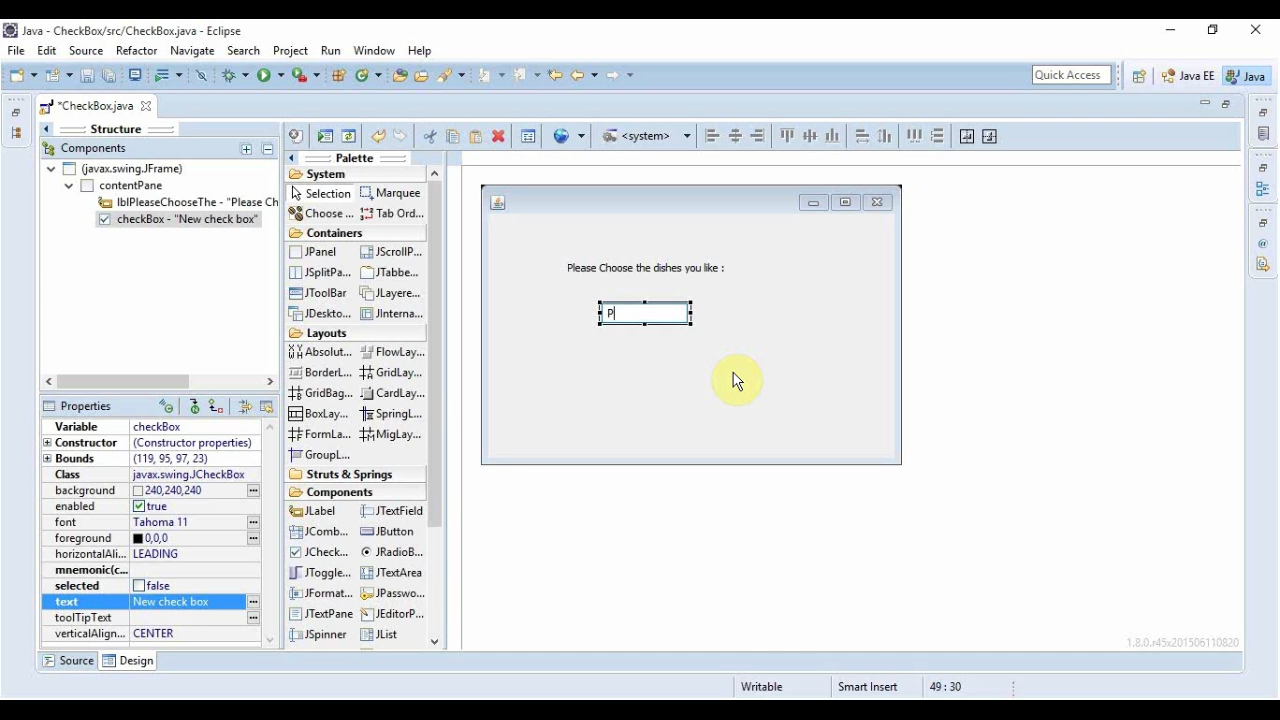 Java - CheckBox/src/CheckBox.java - Eclipse
File Edit Source Refactor Navigate Search Project Run Window Help
Quick Access Java EE Java
*CheckBox.java
Structure
Components
(javax.swing.JFrame)
contentPane
lblPleaseChooseThe - "Please Ch
checkBox - "New check box"
<system>
Palette
System
Selection Marquee
Choose ... Tab Ord...
Containers
JPanel JScrollP...
JSplitPa... JTabbe...
JToolBar JLayere...
JDeskto... JInterna...
Layouts
Absolut... FlowLay...
BorderL... GridLay...
GridBag... CardLay...
BoxLay... SpringL...
FormLa... MigLay...
GroupL...
Struts & Springs
Components
JLabel JTextField
JComb... JButton
JCheck... JRadioB...
JToggle... JTextArea
JFormat... JPasswo...
JTextPane JEditorP...
JSpinner JList
Properties
Variable checkBox
Constructor (Constructor properties)
Bounds (119, 95, 97, 23)
Class javax.swing.JCheckBox
background 240,240,240
enabled true
font Tahoma 11
foreground 0,0,0
horizontalAli... LEADING
mnemonic(c...
selected false
text New check box
toolTipText
verticalAlign... CENTER
Please Choose the dishes you like :
P
1.8.0.r45x201506110820
Source Design
Writable Smart Insert 49 : 30